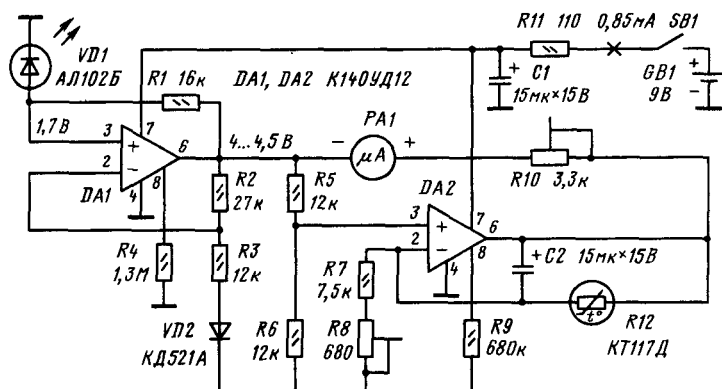 R11 110 0,85мА SB1
VD1
АЛ102Б
R1 16к
DA1, DA2 К140УД12
+ C1
15мк×15В
GB1
9В
+
-
1,7В
3
7
6
4...4,5В
PA1
- μA +
2
+
-
4
8
DA1
R2
27к
R5
12к
DA2
R10 3,3к
3
7
6
2
+
-
4
8
R4
1,3М
R3
12к
R7
7,5к
+ C2 15мк×15В
VD2
КД521А
R6
12к
R8
680
R9
680к
t°
R12
КТ117Д